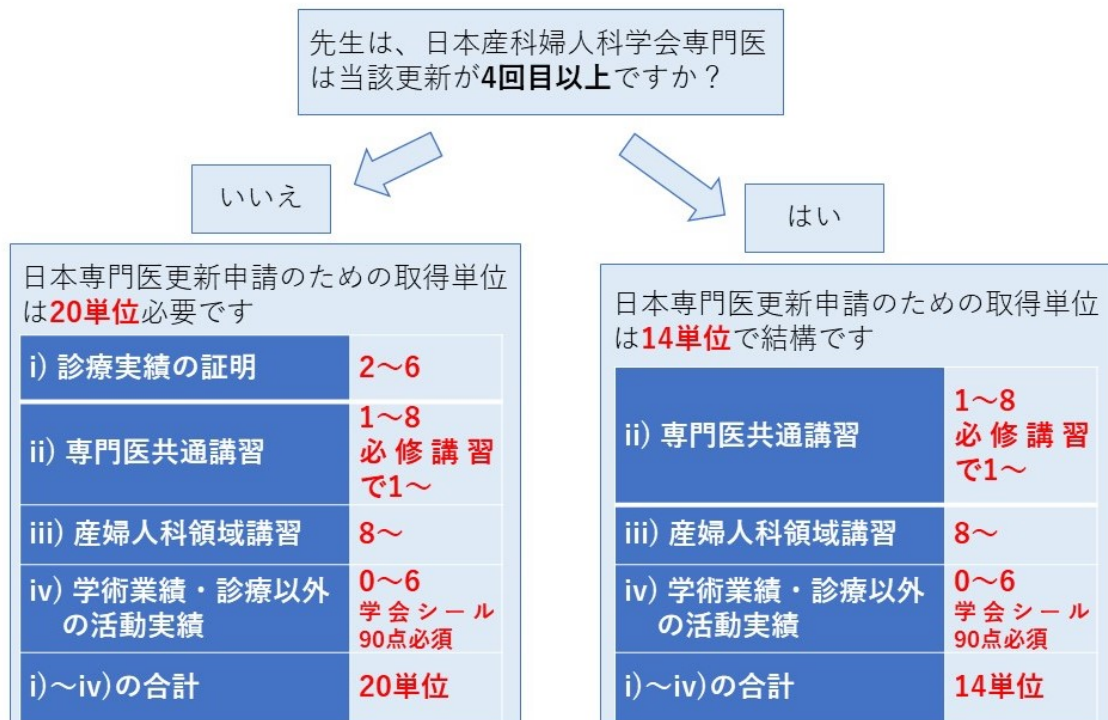 先生は、日本産科婦人科学会専門医
は当該更新が4回目以上ですか？
いいえ
日本専門医更新申請のための取得単位
は20単位必要です
i) 診療実績の証明
2～6
ii) 専門医共通講習
1～8
必修講習
で1～
iii) 産婦人科領域講習
8～
iv) 学術業績・診療以外
の活動実績
0～6
学会シール
90点必須
i)～iv)の合計
20単位
はい
日本専門医更新申請のための取得単位
は14単位で結構です
ii) 専門医共通講習
1～8
必修講習
で1～
iii) 産婦人科領域講習
8～
iv) 学術業績・診療以外
の活動実績
0～6
学会シール
90点必須
i)～iv)の合計
14単位